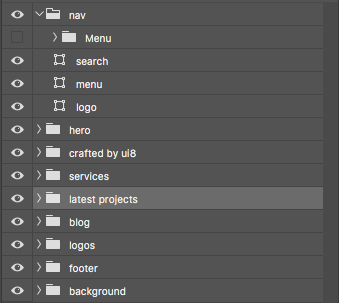 nav
Menu
search
menu
logo
hero
crafted by ui8
services
latest projects
blog
logos
footer
background